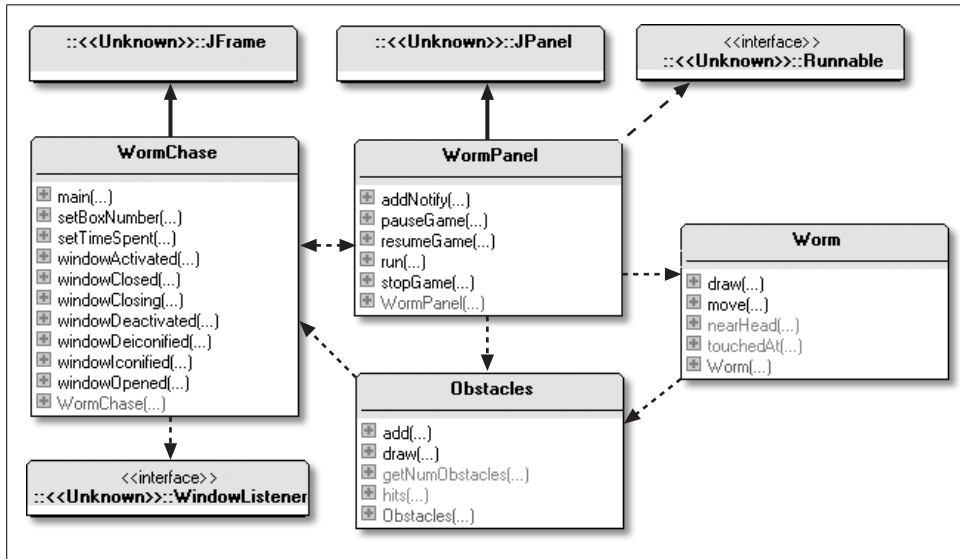 ::<<Unknown>>::JFrame
::<<Unknown>>::JPanel
<<interface>>
::<<Unknown>>::Runnable
WormChase
main(...)
setBoxNumber(...)
setTimeSpent(...)
windowActivated(...)
windowClosed(...)
windowClosing(...)
windowDeactivated(...)
windowDeiconified(...)
windowIconified(...)
windowOpened(...)
WormChase(...)
WormPanel
addNotify(...)
pauseGame(...)
resumeGame(...)
run(...)
stopGame(...)
WormPanel(...)
Worm
draw(...)
move(...)
nearHead(...)
touchedAt(...)
Worm(...)
Obstacles
add(...)
draw(...)
getNumObstacles(...)
hits(...)
Obstacles(...)
<<interface>>
::<<Unknown>>::WindowListener